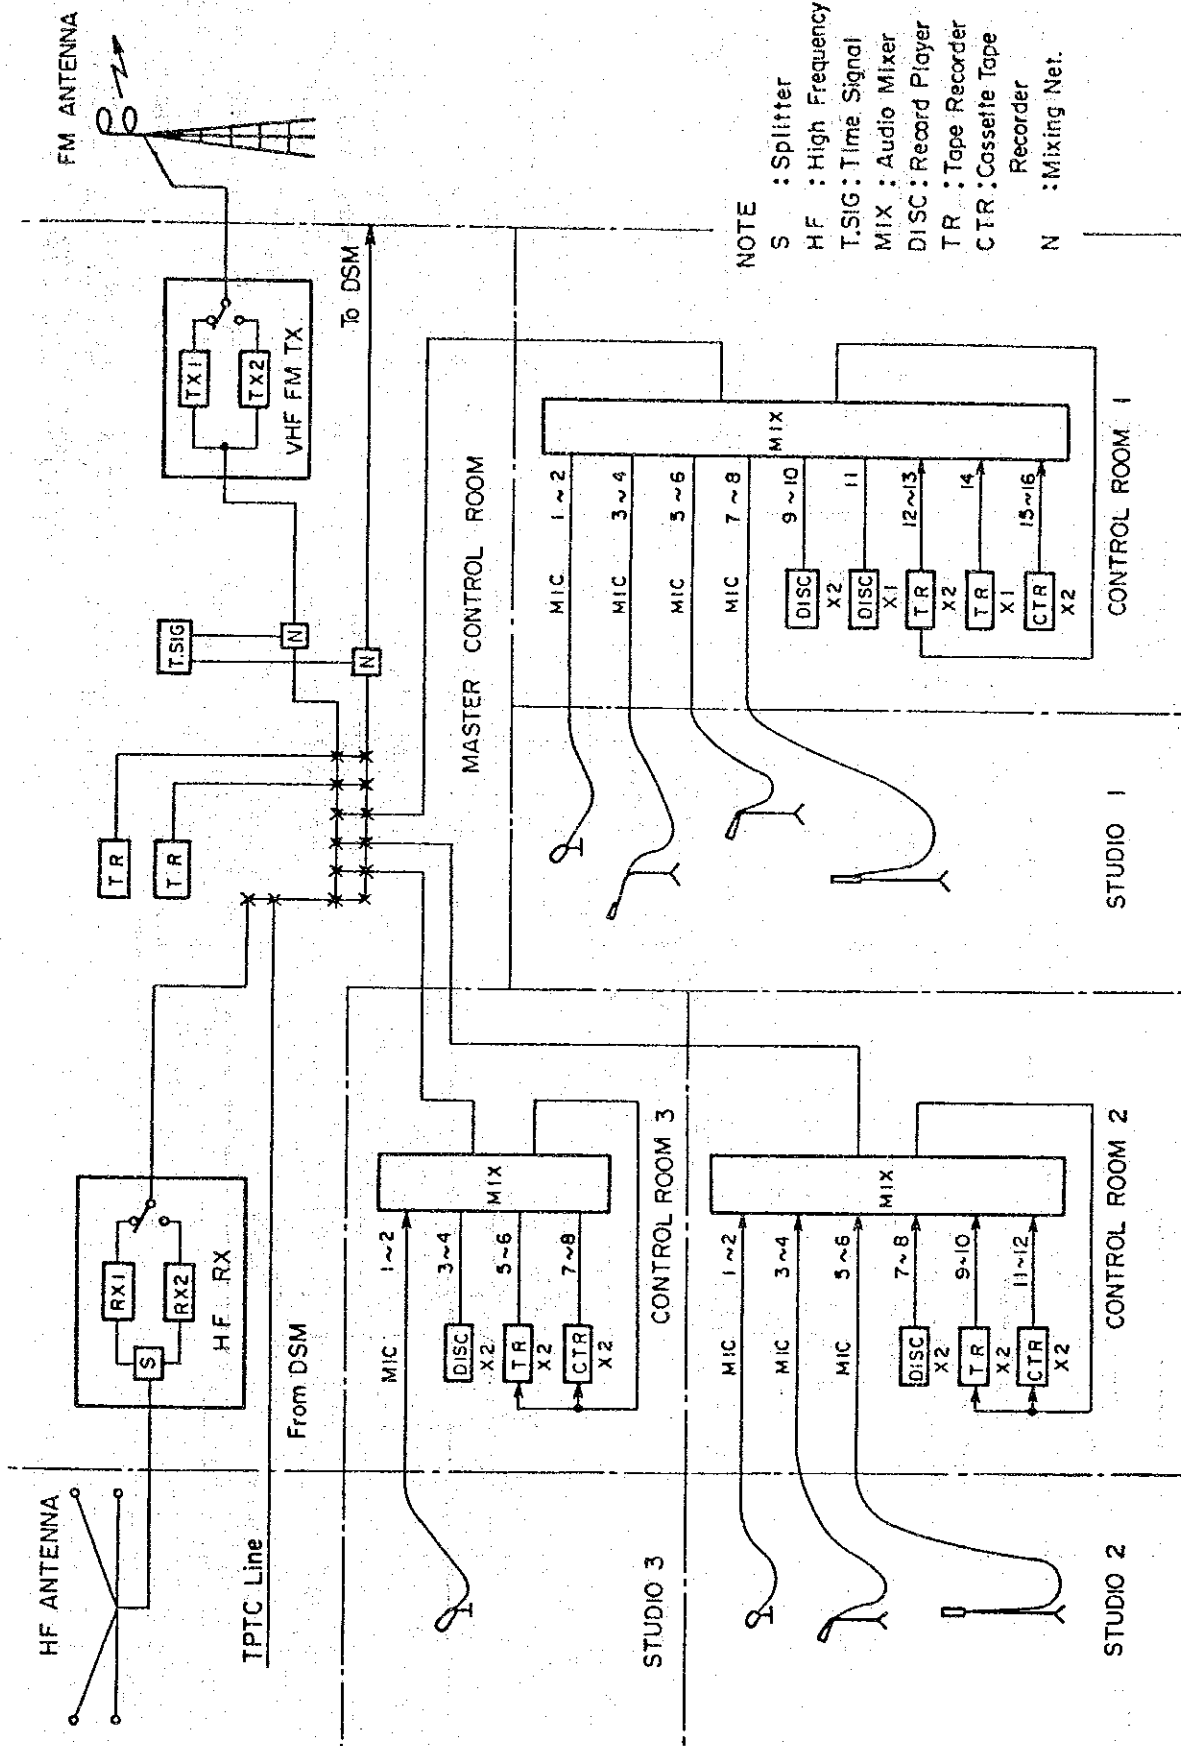 HF ANTENNA
FM ANTENNA
RX1
RX2
S
HF RX
T.R
T.R
T.SIG
N
N
TX1
TX2
VHF FM TX
TPTC Line
From DSM
To DSM
MASTER CONTROL ROOM
MIC 1~2
DISC X2 3~4
T.R X2 5~6
CTR X2 7~8
MIX
STUDIO 3
CONTROL ROOM 3
MIC 1~2
MIC 3~4
MIC 5~6
DISC X2 7~8
T.R X2 9~10
CTR X2 11~12
MIX
STUDIO 2
CONTROL ROOM 2
MIC 1~2
MIC 3~4
MIC 5~6
MIC 7~8
DISC X2 9~10
DISC X1 11
T.R X2 12~13
T.R X1 14
CTR X2 15~16
MIX
STUDIO 1
CONTROL ROOM 1
NOTE
S : Splitter
HF : High Frequency
T.SIG : Time Signal
MIX : Audio Mixer
DISC : Record Player
TR : Tape Recorder
CTR : Cassette Tape
Recorder
N : Mixing Net.